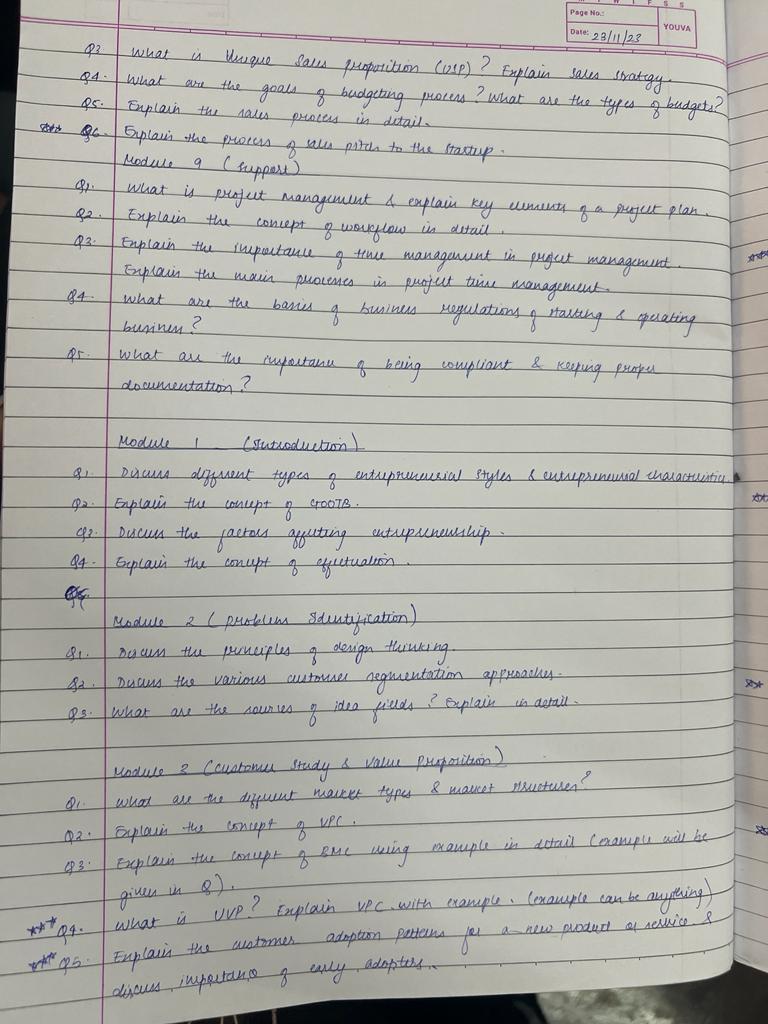 Page No.:
Date: 23/11/23
YOUVA
Q3 What is Unique Sales proposition (USP)? Explain sales strategy.
Q4. What are the goals of budgeting process? What are the types of budgets?
Q5. Explain the sales process in detail.
*** Q6. Explain the process of sales pitch to the startup.
Module 9 (Support)
Q1. What is project management & explain key elements of a project plan.
Q2. Explain the concept of workflow in detail.
Q3. Explain the importance of time management in project management.
Explain the main processes in project time management.
Q4. What are the basics of business regulations of starting & operating
business?
Q5. What are the importance of being compliant & keeping proper
documentation?
Module 1 (Introduction)
Q1. Discuss different types of entrepreneurial styles & entrepreneurial characteristics
Q2. Explain the concept of GOOTB.
Q3. Discuss the factors affecting entrepreneurship.
Q4. Explain the concept of effectuation.
Module 2 (Problem Identification)
Q1. Discuss the principles of design thinking.
Q2. Discuss the various customer segmentation approaches.
Q3. What are the sources of idea fields? Explain in detail.
Module 3 (Customer Study & Value Proposition)
Q1. What are the different market types & market structures?
Q2. Explain the concept of VPC.
Q3. Explain the concept of BMC using example in detail (example will be
given in Q).
*** Q4. What is UVP? Explain VPC with example. (example can be anything)
*** Q5. Explain the customer adoption patterns for a new product or service &
discuss importance of early adopters.